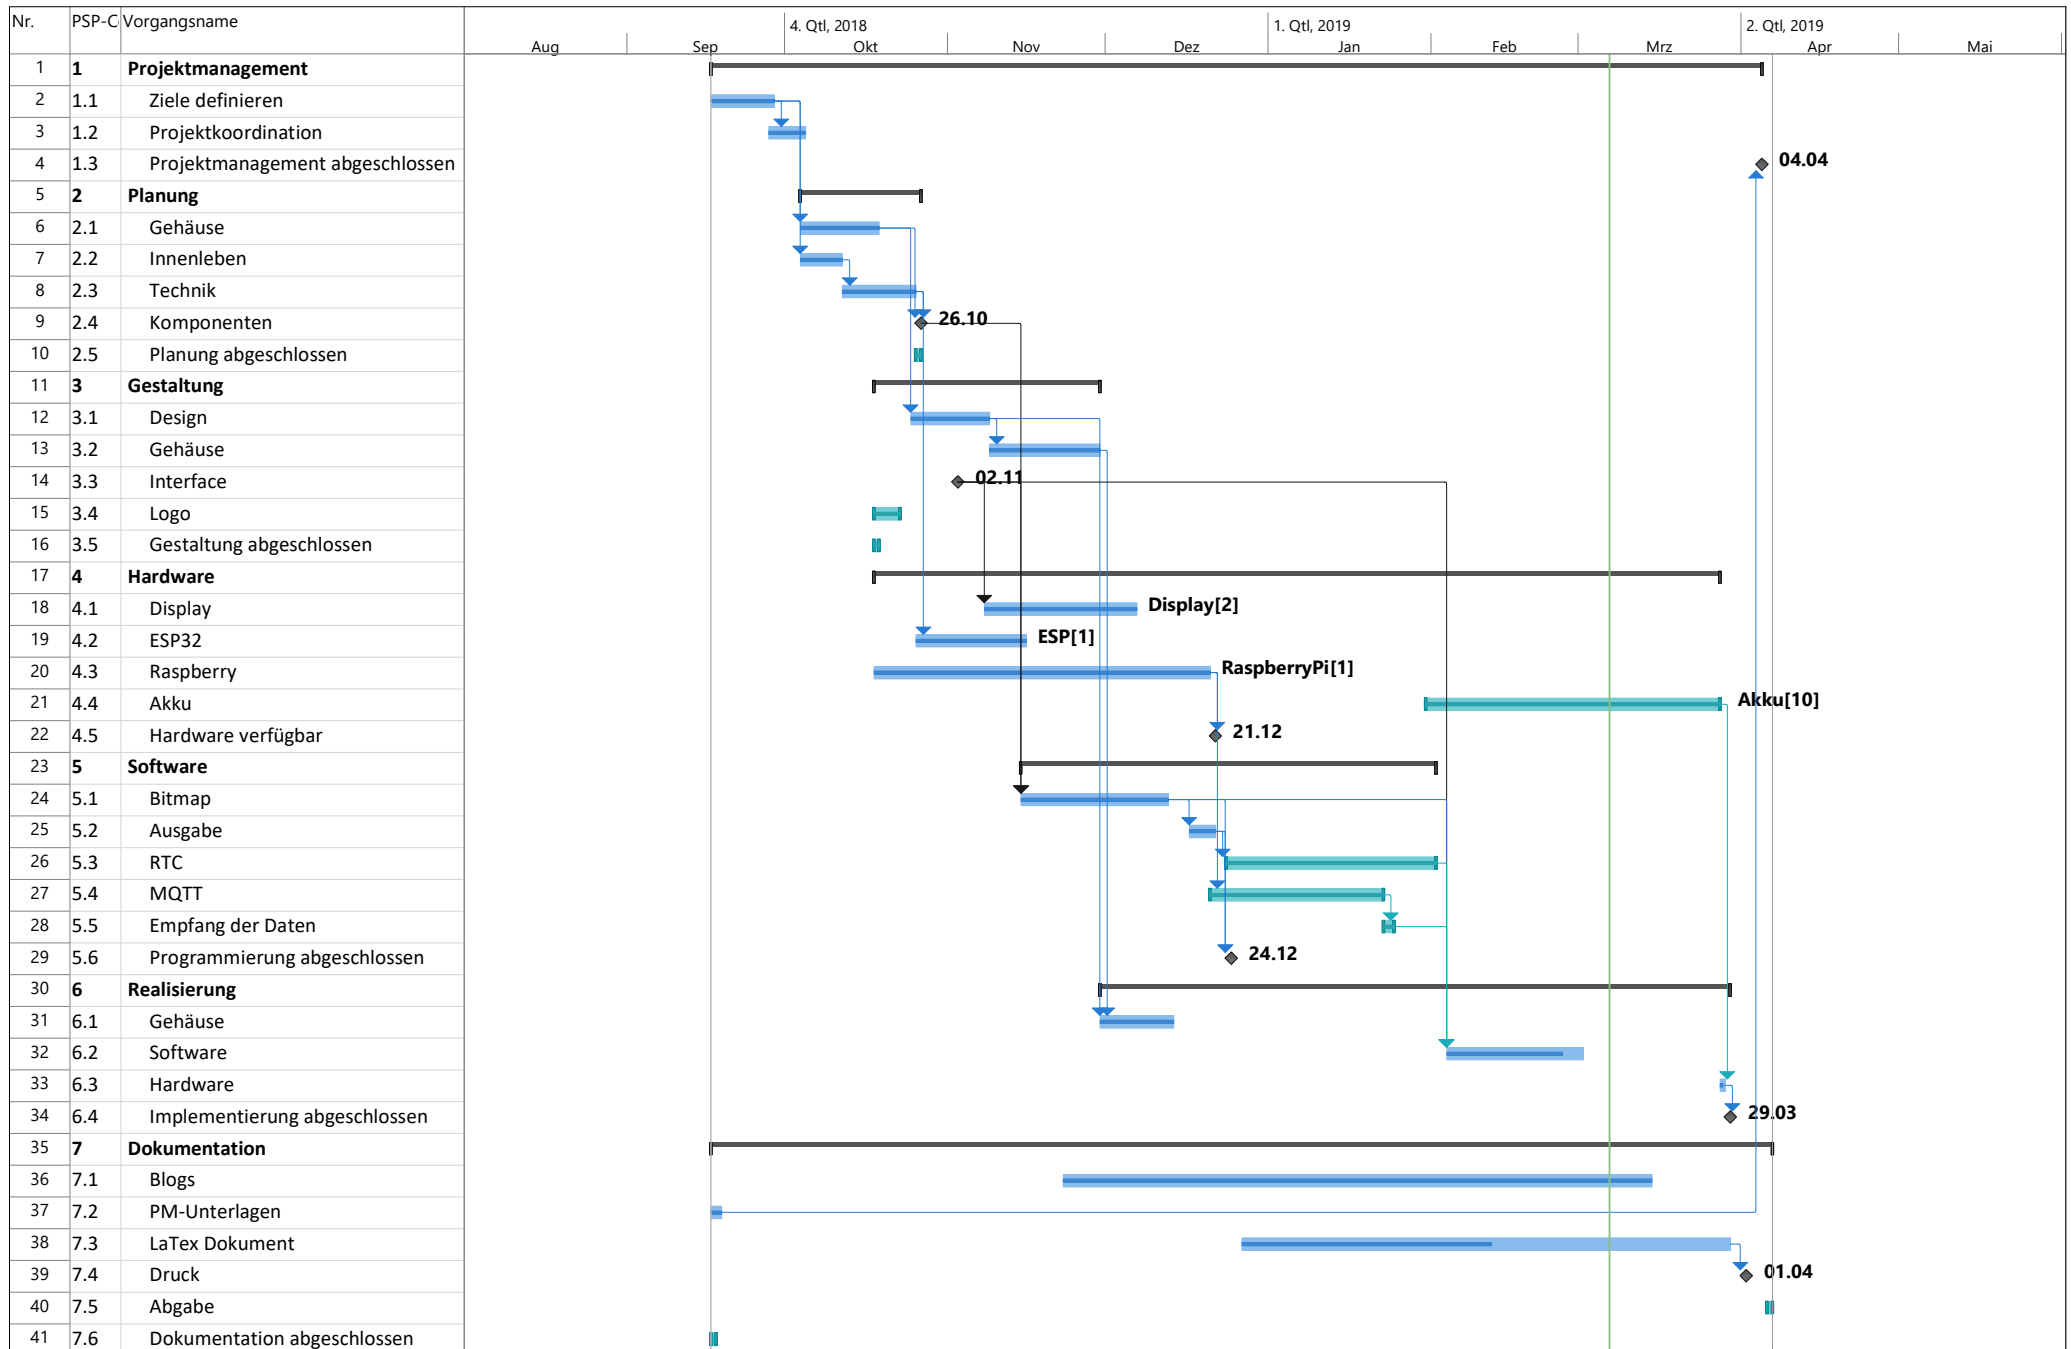 Nr. PSP-C Vorgangsname 4. Qtl, 2018 1. Qtl, 2019 2. Qtl, 2019
Aug Sep Okt Nov Dez Jan Feb Mrz Apr Mai
1 1 Projektmanagement
2 1.1 Ziele definieren
3 1.2 Projektkoordination
4 1.3 Projektmanagement abgeschlossen 04.04
5 2 Planung
6 2.1 Gehäuse
7 2.2 Innenleben
8 2.3 Technik
9 2.4 Komponenten 26.10
10 2.5 Planung abgeschlossen
11 3 Gestaltung
12 3.1 Design
13 3.2 Gehäuse
14 3.3 Interface 02.11
15 3.4 Logo
16 3.5 Gestaltung abgeschlossen
17 4 Hardware
18 4.1 Display Display[2]
19 4.2 ESP32 ESP[1]
20 4.3 Raspberry RaspberryPi[1]
21 4.4 Akku Akku[10]
22 4.5 Hardware verfügbar 21.12
23 5 Software
24 5.1 Bitmap
25 5.2 Ausgabe
26 5.3 RTC
27 5.4 MQTT
28 5.5 Empfang der Daten
29 5.6 Programmierung abgeschlossen 24.12
30 6 Realisierung
31 6.1 Gehäuse
32 6.2 Software
33 6.3 Hardware
34 6.4 Implementierung abgeschlossen 29.03
35 7 Dokumentation
36 7.1 Blogs
37 7.2 PM-Unterlagen
38 7.3 LaTex Dokument
39 7.4 Druck 01.04
40 7.5 Abgabe
41 7.6 Dokumentation abgeschlossen